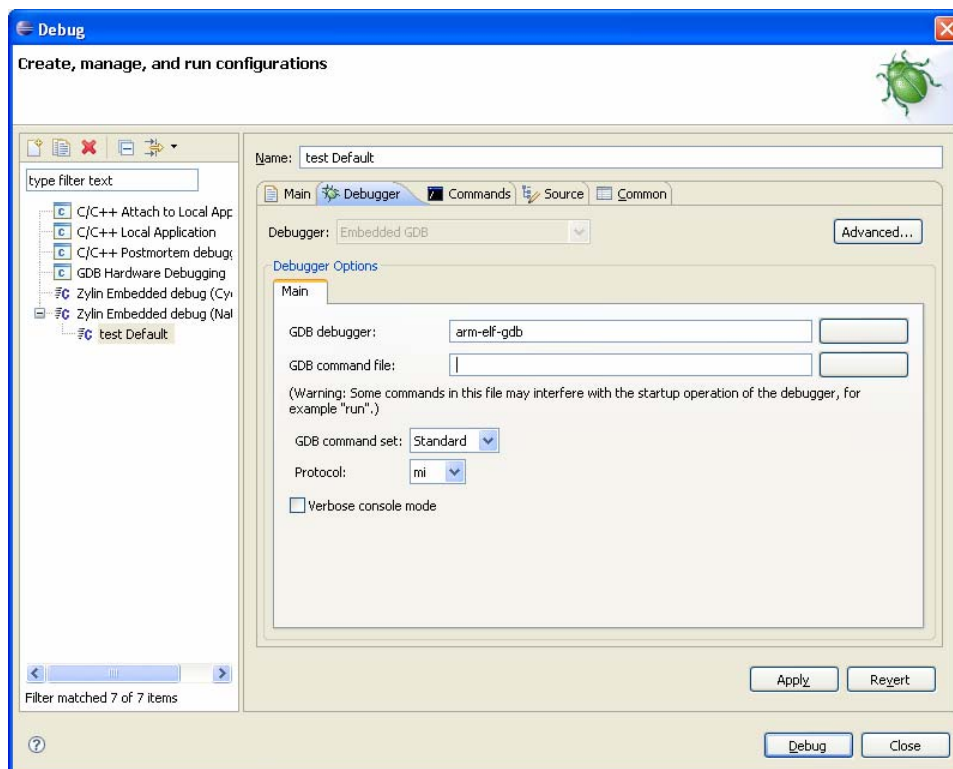 Debug
Create, manage, and run configurations
type filter text
C/C++ Attach to Local App
C/C++ Local Application
C/C++ Postmortem debugg
GDB Hardware Debugging
Zylin Embedded debug (Cy
Zylin Embedded debug (Nat
test Default
Filter matched 7 of 7 items
Name: test Default
Main Debugger Commands Source Common
Debugger: Embedded GDB Advanced...
Debugger Options
Main
GDB debugger: arm-elf-gdb
GDB command file:
(Warning: Some commands in this file may interfere with the startup operation of the debugger, for
example "run".)
GDB command set: Standard
Protocol: mi
Verbose console mode
Apply Revert
? Debug Close